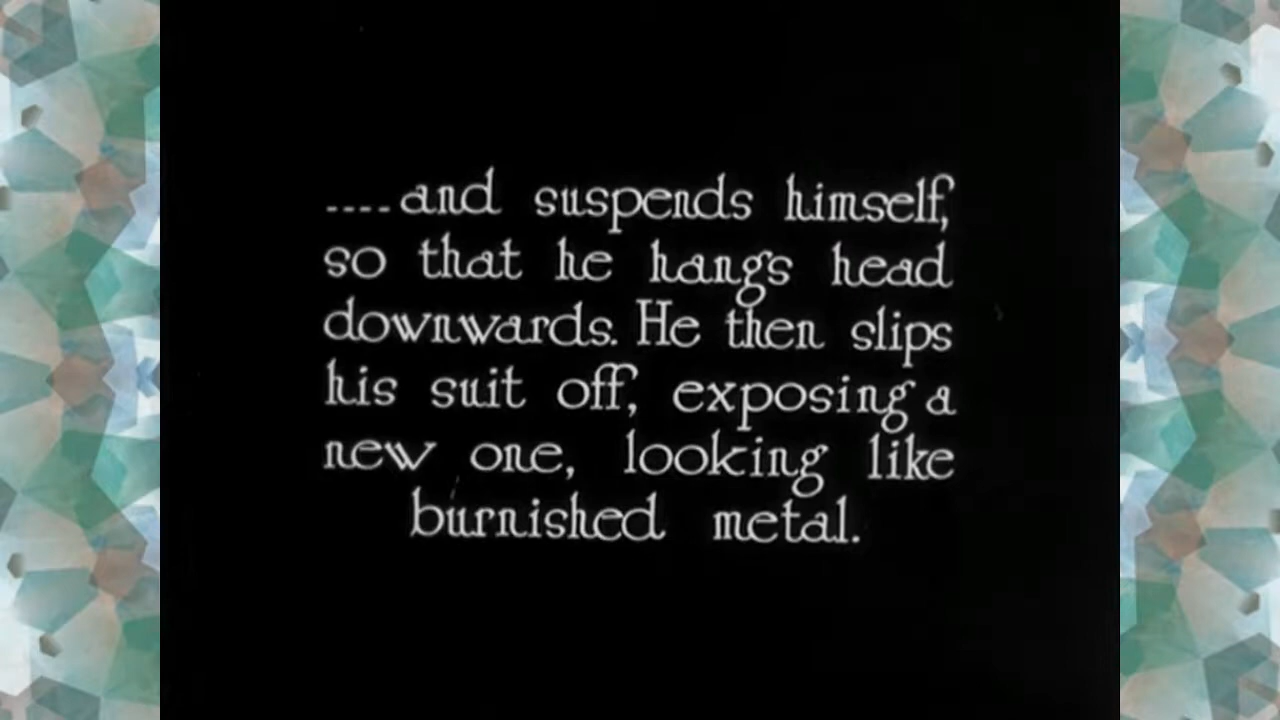 ....and suspends himself,
so that he hangs head
downwards. He then slips
his suit off, exposing a
new one, looking like
burnished metal.